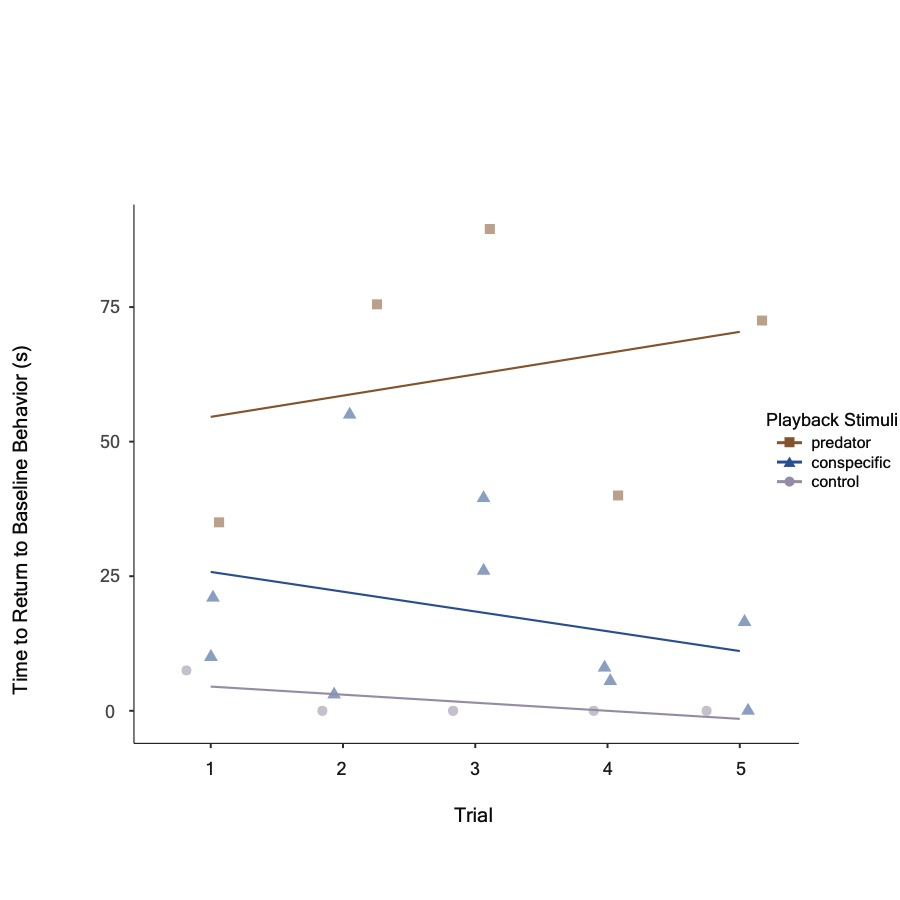 75
50
25
0
Time to Return to Baseline Behavior (s)
1 2 3 4 5
Trial
Playback Stimuli
predator
conspecific
control